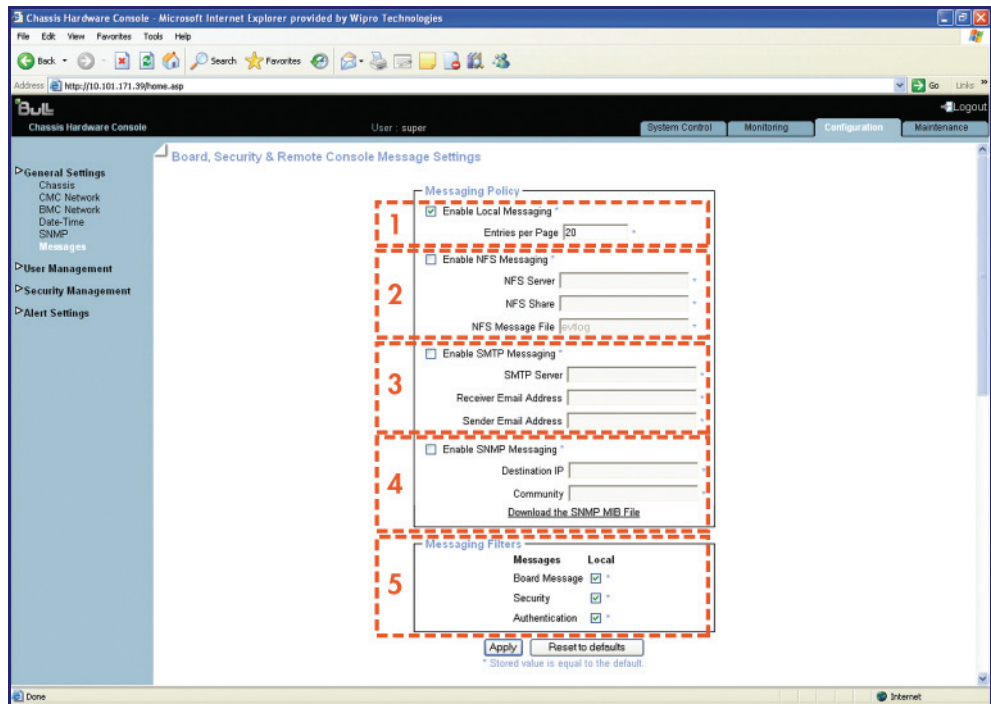 Chassis Hardware Console - Microsoft Internet Explorer provided by Wipro Technologies
File Edit View Favorites Tools Help
Back Search Favorites
Address http://10.101.171.39/home.asp Go Links »
Bull Logout
Chassis Hardware Console User : super System Control Monitoring Configuration Maintenance
Board, Security & Remote Console Message Settings
General Settings
Chassis
CMC Network
BMC Network
Date-Time
SNMP
Messages
User Management
Security Management
Alert Settings
Messaging Policy
1
Enable Local Messaging *
Entries per Page 20 *
2
Enable NFS Messaging *
NFS Server *
NFS Share *
NFS Message File evtlog *
3
Enable SMTP Messaging *
SMTP Server *
Receiver Email Address *
Sender Email Address *
4
Enable SNMP Messaging *
Destination IP *
Community *
Download the SNMP MIB File
Messaging Filters
5
Messages Local
Board Message *
Security *
Authentication *
Apply Reset to defaults
* Stored value is equal to the default.
Done Internet